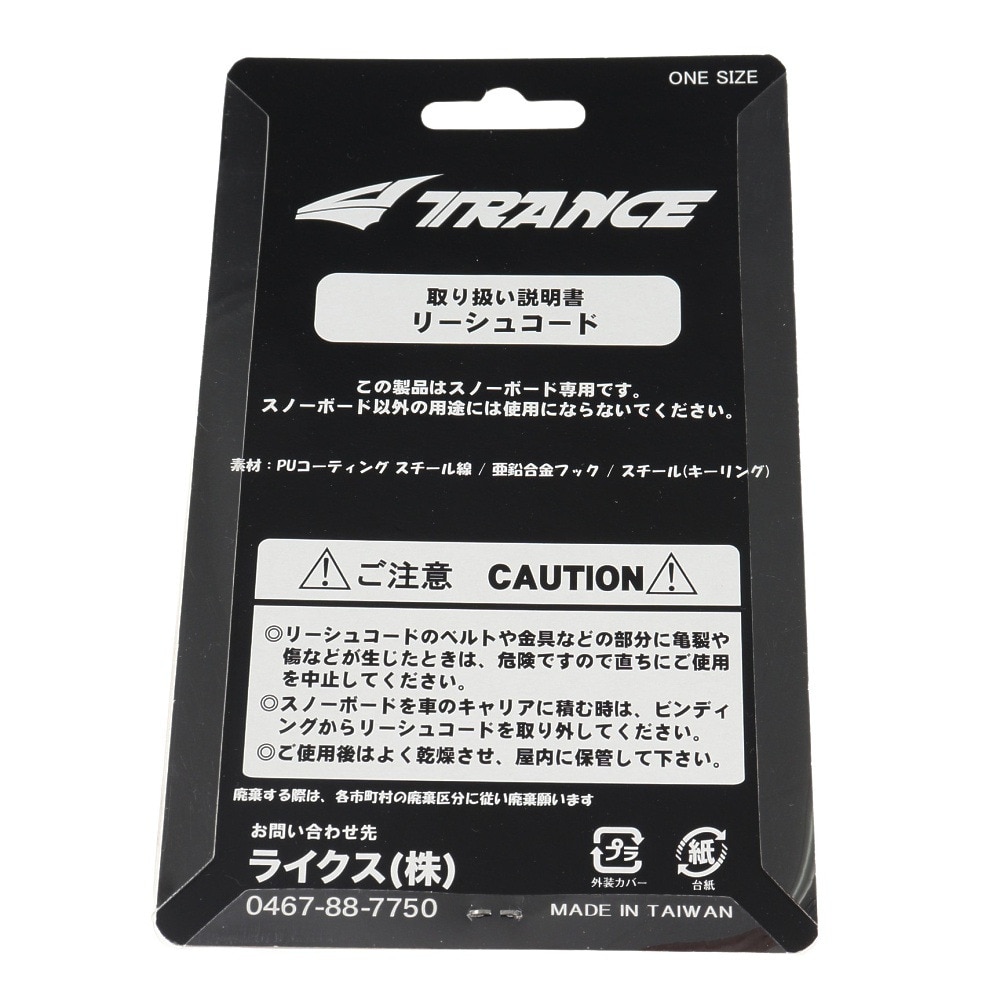 ONE SIZE
TRANCE
取り扱い説明書
リーシュコード
この製品はスノーボード専用です。
スノーボード以外の用途には使用にならないでください。
素材：PUコーティング スチール線 / 亜鉛合金フック / スチール(キーリング)
ご注意 CAUTION
◎リーシュコードのベルトや金具などの部分に亀裂や
傷などが生じたときは、危険ですので直ちにご使用
を中止してください。
◎スノーボードを車のキャリアに積む時は、ビンディ
ングからリーシュコードを取り外してください。
◎ご使用後はよく乾燥させ、屋内に保管して下さい。
廃棄する際は、各市町村の廃棄区分に従い廃棄願います
お問い合わせ先
ライクス(株)
0467-88-7750
プラ
外装カバー
紙
台紙
MADE IN TAIWAN